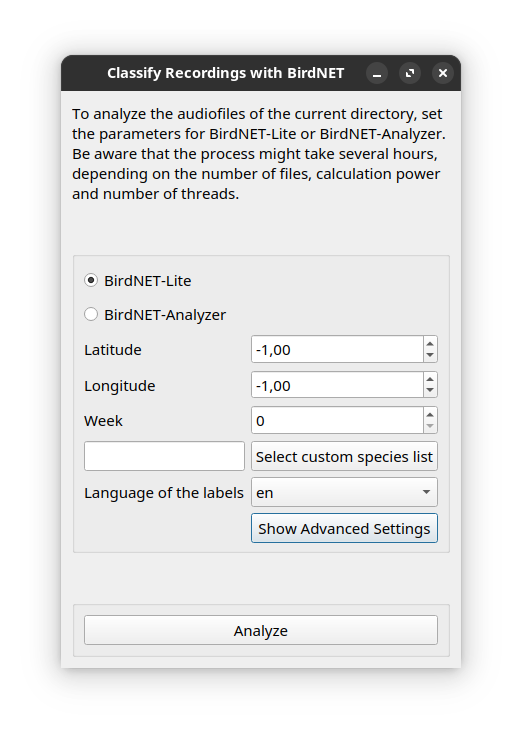 Classify Recordings with BirdNET
To analyze the audiofiles of the current directory, set
the parameters for BirdNET-Lite or BirdNET-Analyzer.
Be aware that the process might take several hours,
depending on the number of files, calculation power
and number of threads.
BirdNET-Lite
BirdNET-Analyzer
Latitude -1,00
Longitude -1,00
Week 0
Select custom species list
Language of the labels en
Show Advanced Settings
Analyze